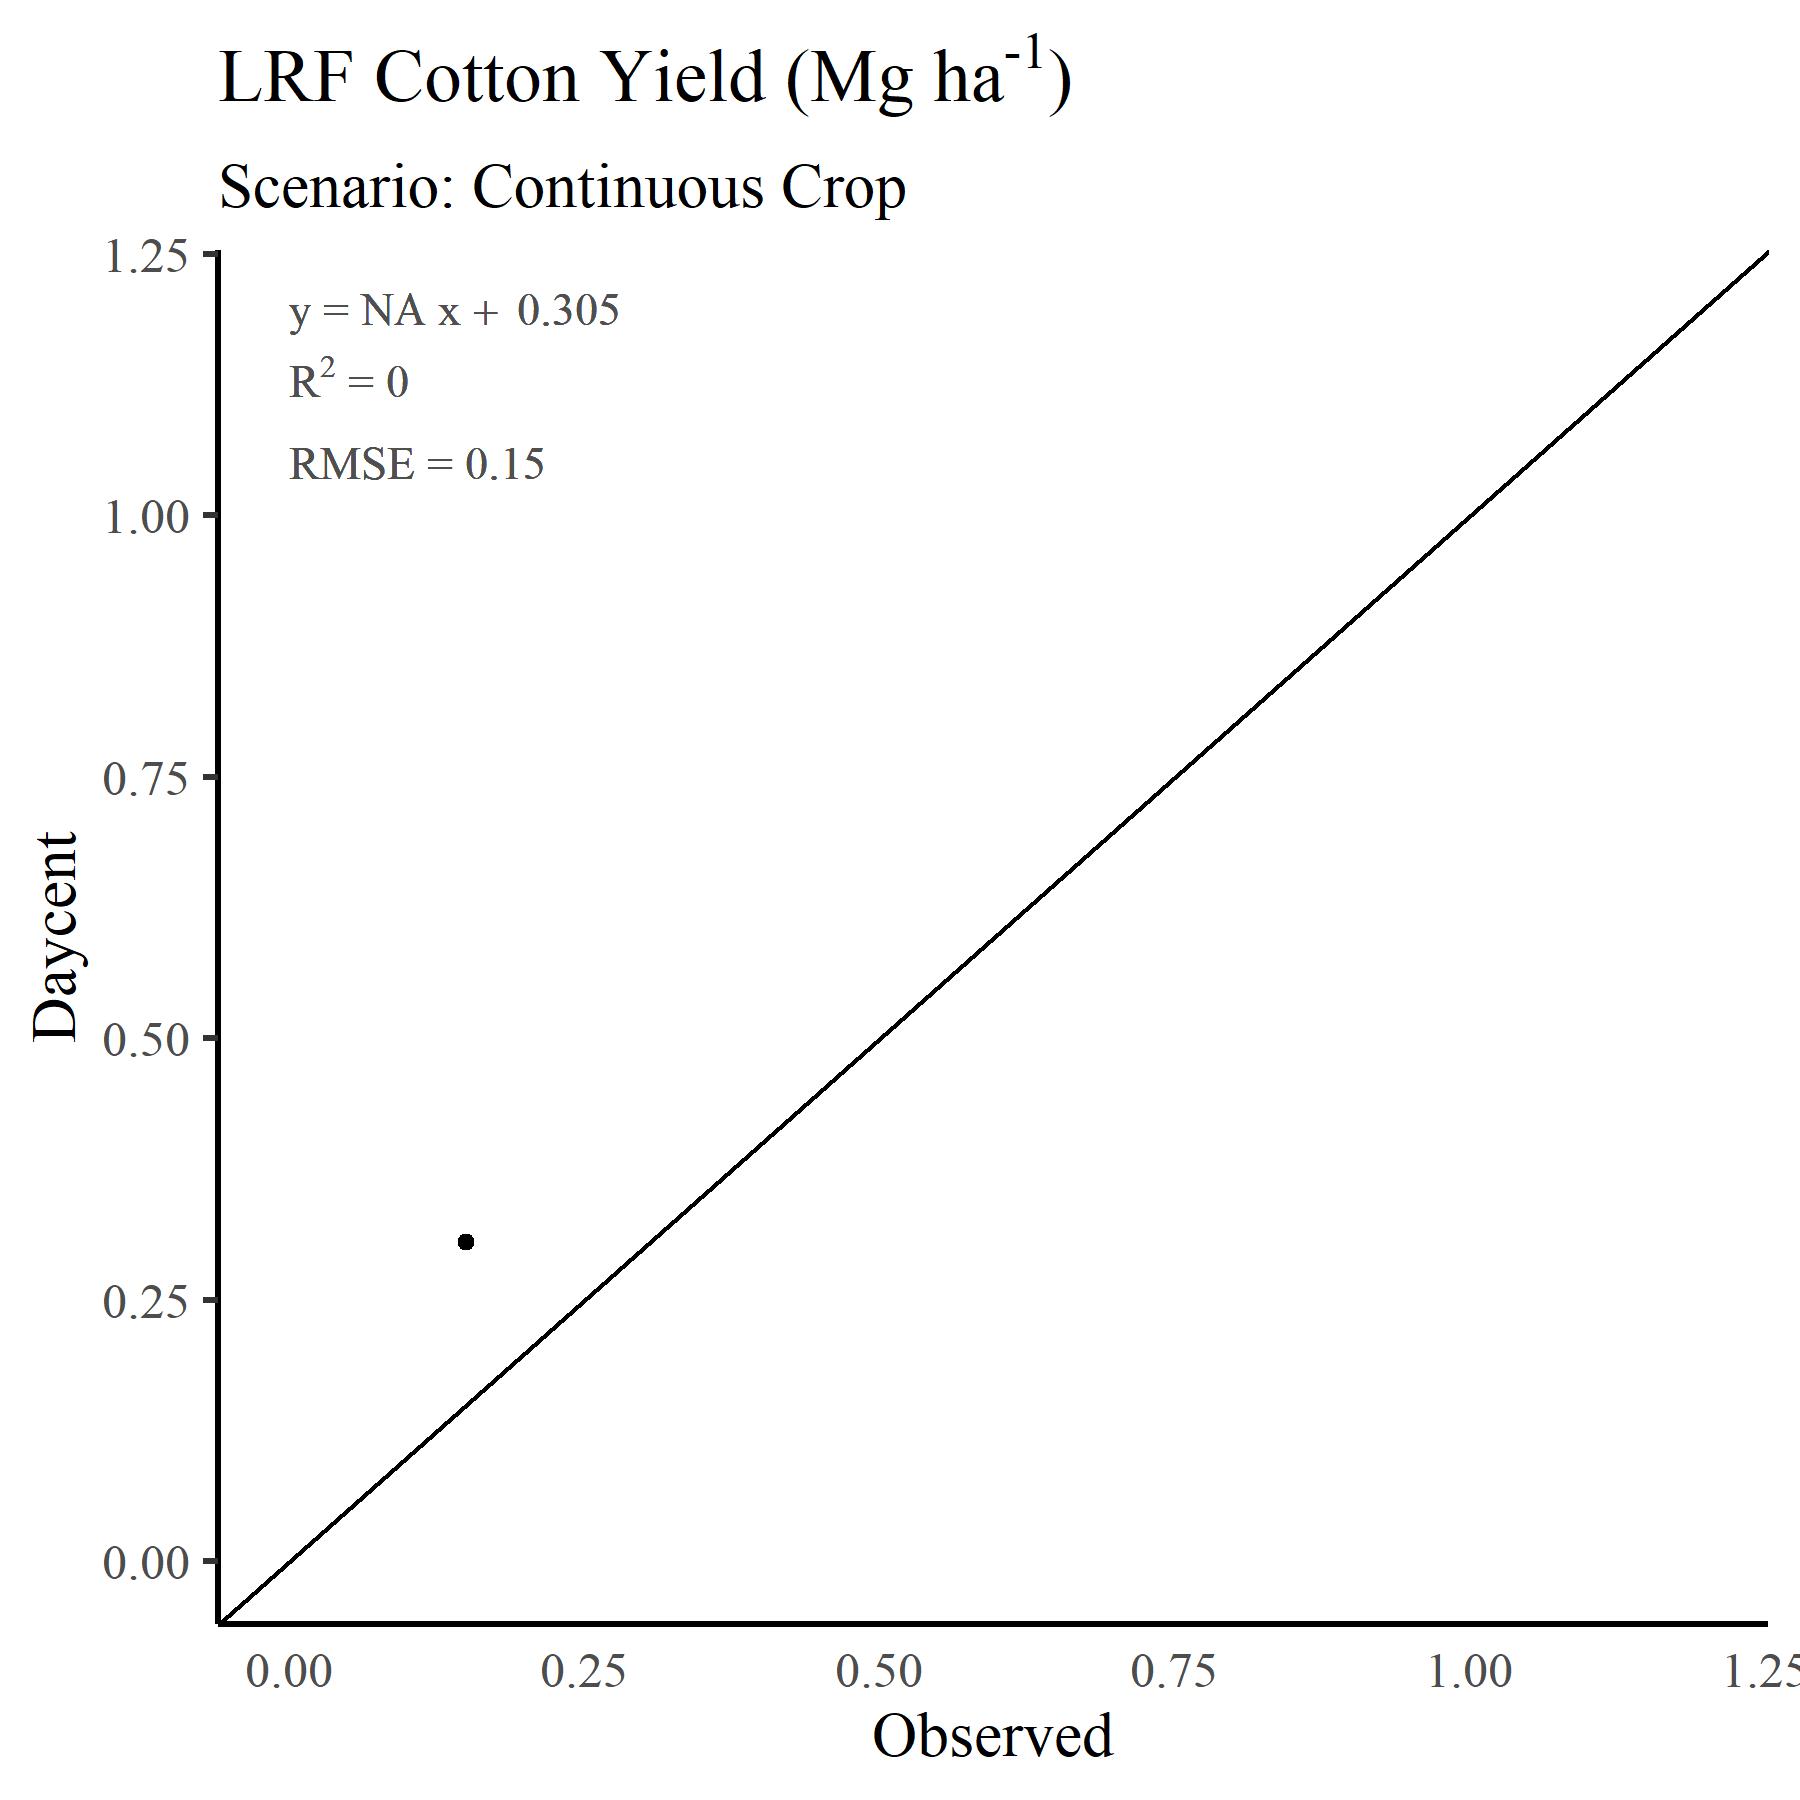 LRF Cotton Yield (Mg ha⁻¹)
Scenario: Continuous Crop
y = NA x + 0.305
R² = 0
RMSE = 0.15
1.25
1.00
0.75
0.50
0.25
0.00
Daycent
0.00 0.25 0.50 0.75 1.00 1.25
Observed